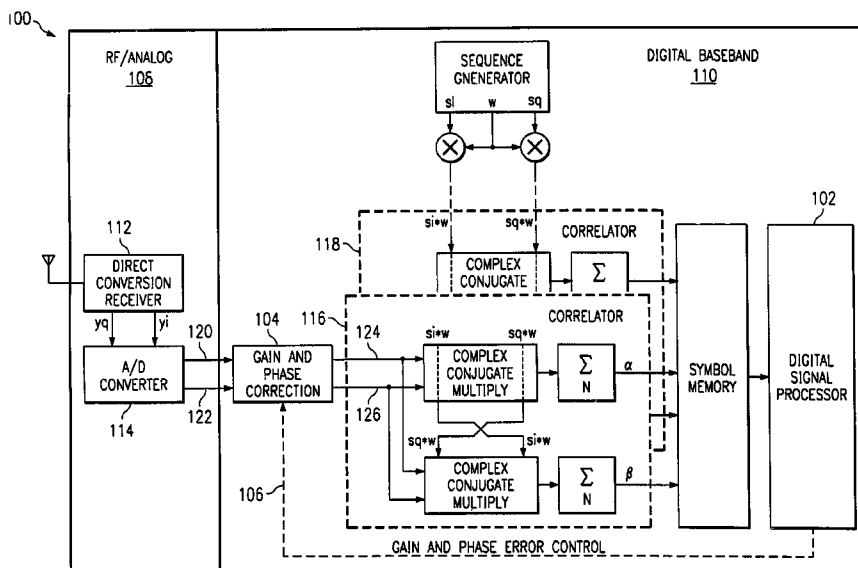 100
RF/ANALOG
108
SEQUENCE
GNENERATOR
si w sq
DIGITAL BASEBAND
110
102
si*w
sq*w
118
CORRELATOR
COMPLEX
CONJUGATE
Σ
112
DIRECT
CONVERSION
RECEIVER
yq
yi
A/D
CONVERTER
114
120
122
104
GAIN AND
PHASE
CORRECTION
106
116
124
126
CORRELATOR
si*w
sq*w
COMPLEX
CONJUGATE
MULTIPLY
Σ
N
α
sq*w
si*w
COMPLEX
CONJUGATE
MULTIPLY
Σ
N
β
SYMBOL
MEMORY
DIGITAL
SIGNAL
PROCESSOR
GAIN AND PHASE ERROR CONTROL